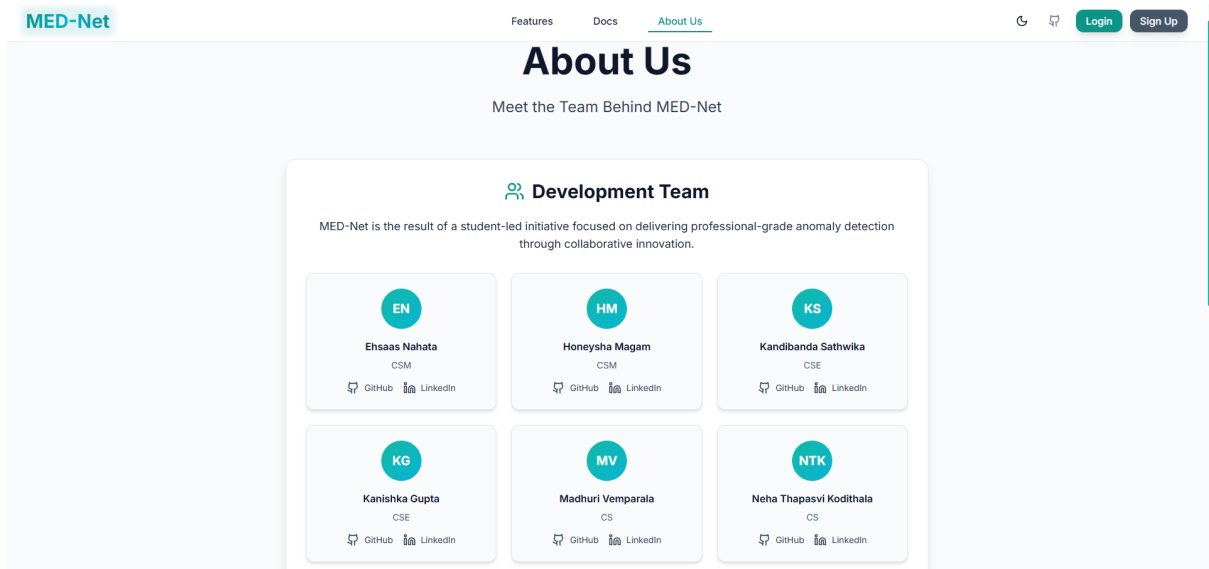 MED-Net
Features Docs About Us
Login Sign Up
About Us
Meet the Team Behind MED-Net
Development Team
MED-Net is the result of a student-led initiative focused on delivering professional-grade anomaly detection
through collaborative innovation.
EN
Ehsaas Nahata
CSM
GitHub LinkedIn
HM
Honeysha Magam
CSM
GitHub LinkedIn
KS
Kandibanda Sathwika
CSE
GitHub LinkedIn
KG
Kanishka Gupta
CSE
GitHub LinkedIn
MV
Madhuri Vemparala
CS
GitHub LinkedIn
NTK
Neha Thapasvi Kodithala
CS
GitHub LinkedIn